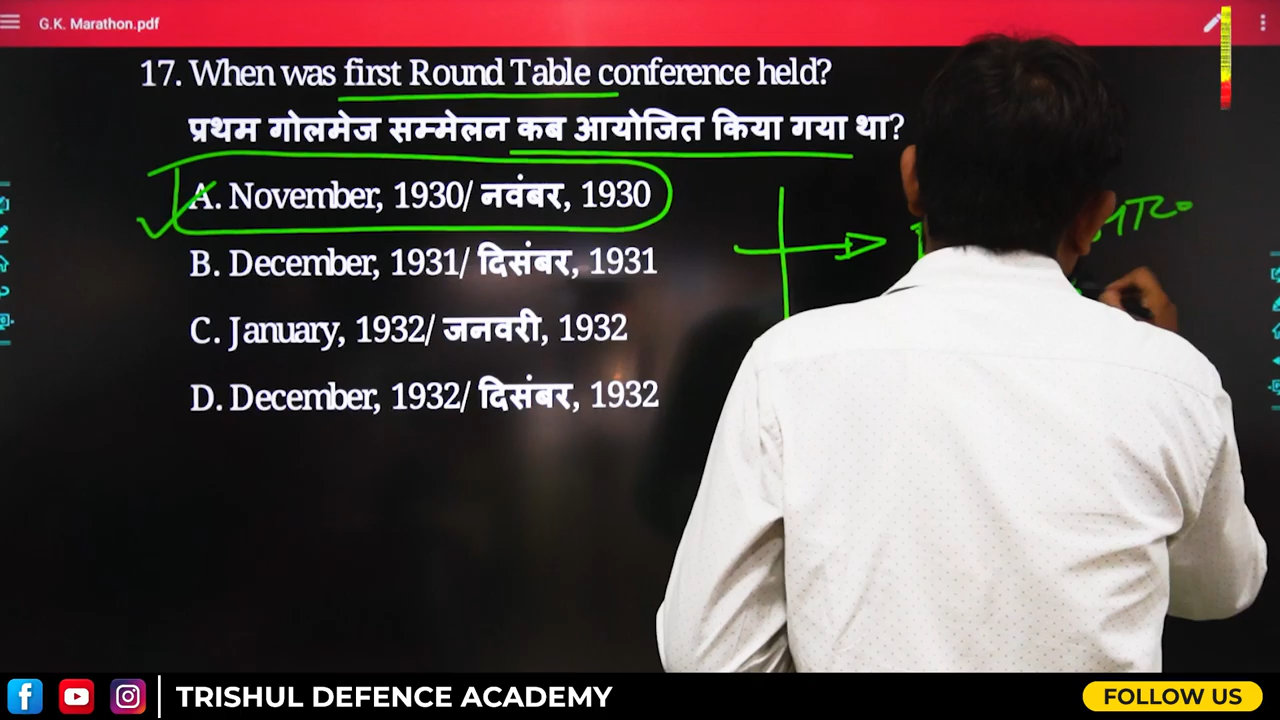 G.K. Marathon.pdf
17. When was first Round Table conference held?
प्रथम गोलमेज सम्मेलन कब आयोजित किया गया था?
A. November, 1930/ नवंबर, 1930
B. December, 1931/ दिसंबर, 1931
C. January, 1932/ जनवरी, 1932
D. December, 1932/ दिसंबर, 1932
TRISHUL DEFENCE ACADEMY
FOLLOW US